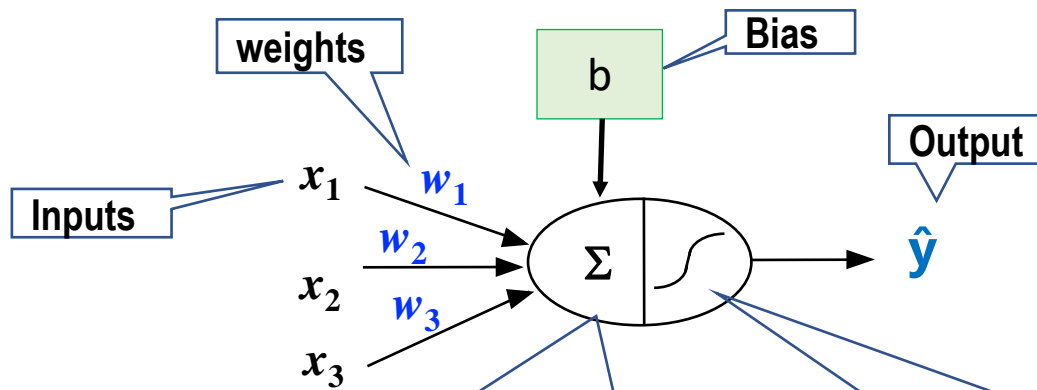 weights
b
Bias
Output
Inputs
x₁
w₁
w₂
Σ
ŷ
x₂
w₃
x₃